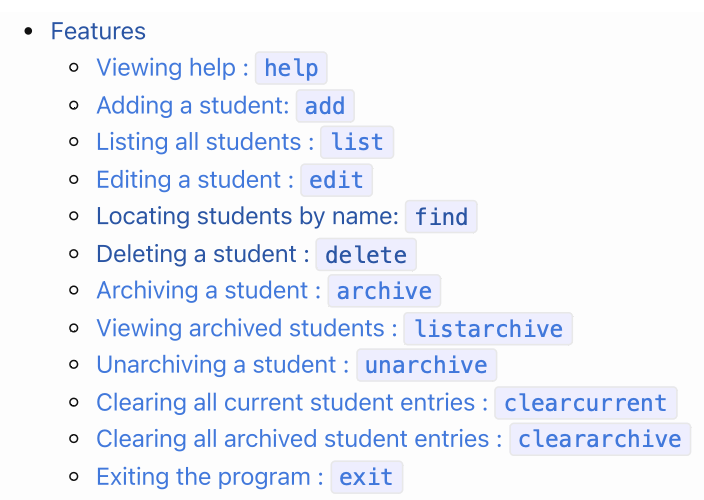 Features
Viewing help : help
Adding a student: add
Listing all students : list
Editing a student : edit
Locating students by name: find
Deleting a student : delete
Archiving a student : archive
Viewing archived students : listarchive
Unarchiving a student : unarchive
Clearing all current student entries : clearcurrent
Clearing all archived student entries : cleararchive
Exiting the program : exit